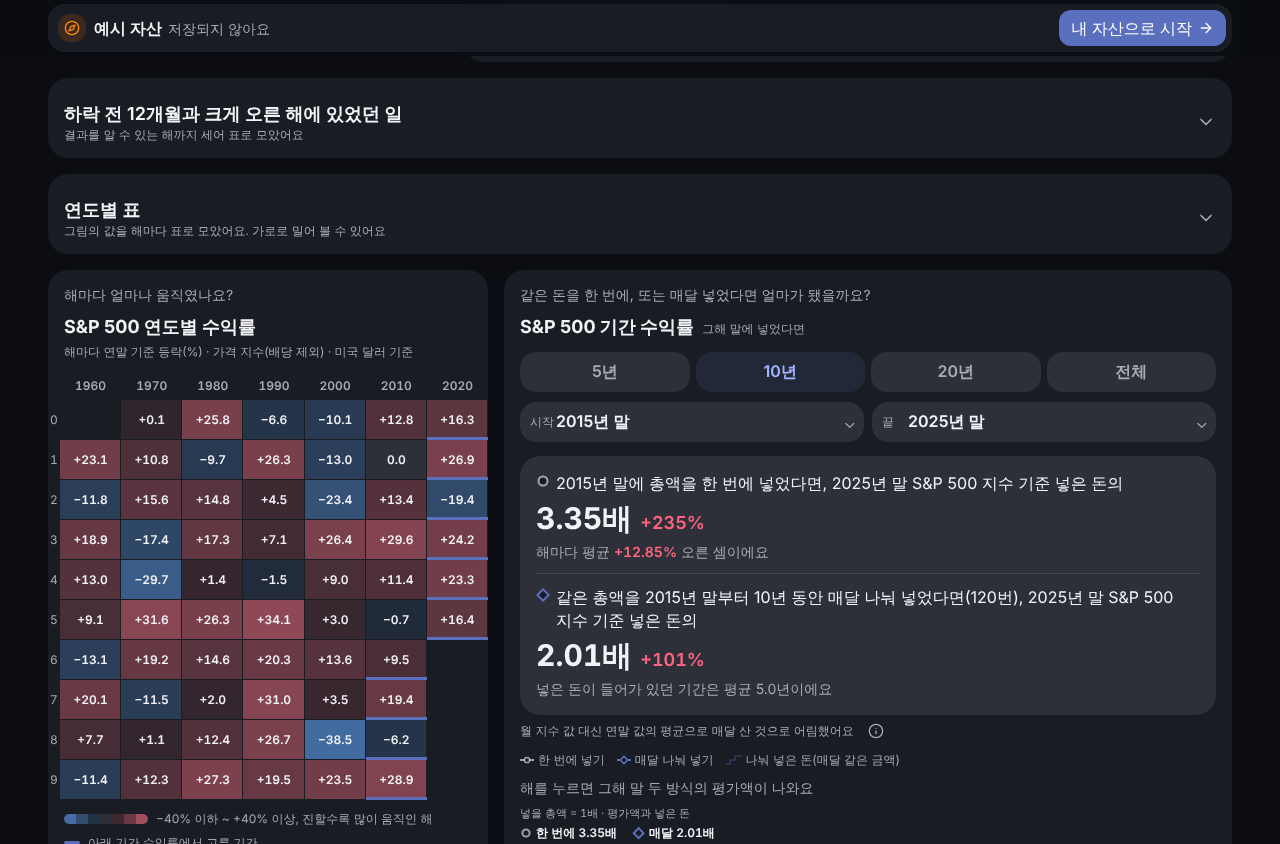 예시 자산 저장되지 않아요
내 자산으로 시작
하락 전 12개월과 크게 오른 해에 있었던 일
결과를 알 수 있는 해까지 세어 표로 모았어요
연도별 표
그림의 값을 해마다 표로 모았어요. 가로로 밀어 볼 수 있어요
해마다 얼마나 움직였나요?
S&P 500 연도별 수익률
해마다 연말 기준 등락(%) · 가격 지수(배당 제외) · 미국 달러 기준
1960 1970 1980 1990 2000 2010 2020
0 +0.1 +25.8 −6.6 −10.1 +12.8 +16.3
1 +23.1 +10.8 −9.7 +26.3 −13.0 0.0 +26.9
2 −11.8 +15.6 +14.8 +4.5 −23.4 +13.4 −19.4
3 +18.9 −17.4 +17.3 +7.1 +26.4 +29.6 +24.2
4 +13.0 −29.7 +1.4 −1.5 +9.0 +11.4 +23.3
5 +9.1 +31.6 +26.3 +34.1 +3.0 −0.7 +16.4
6 −13.1 +19.2 +14.6 +20.3 +13.6 +9.5
7 +20.1 −11.5 +2.0 +31.0 +3.5 +19.4
8 +7.7 +1.1 +12.4 +26.7 −38.5 −6.2
9 −11.4 +12.3 +27.3 +19.5 +23.5 +28.9
−40% 이하 ~ +40% 이상, 진할수록 많이 움직인 해
아래 기간 수익률에서 고른 기간
같은 돈을 한 번에, 또는 매달 넣었다면 얼마가 됐을까요?
S&P 500 기간 수익률 그해 말에 넣었다면
5년 10년 20년 전체
시작 2015년 말 끝 2025년 말
2015년 말에 총액을 한 번에 넣었다면, 2025년 말 S&P 500 지수 기준 넣은 돈의
3.35배 +235%
해마다 평균 +12.85% 오른 셈이에요
같은 총액을 2015년 말부터 10년 동안 매달 나눠 넣었다면(120번), 2025년 말 S&P 500
지수 기준 넣은 돈의
2.01배 +101%
넣은 돈이 들어가 있던 기간은 평균 5.0년이에요
월 지수 값 대신 연말 값의 평균으로 매달 산 것으로 어림했어요
한 번에 넣기 매달 나눠 넣기 나눠 넣은 돈(매달 같은 금액)
해를 누르면 그해 말 두 방식의 평가액이 나와요
넣을 총액 = 1배 · 평가액과 넣은 돈
한 번에 3.35배 매달 2.01배